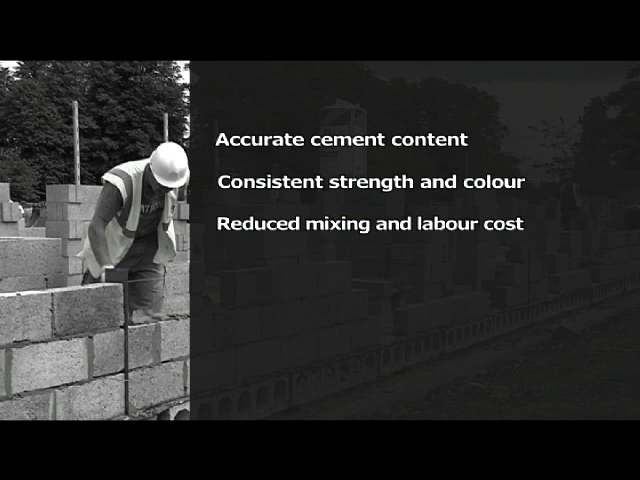 Accurate cement content
Consistent strength and colour
Reduced mixing and labour cost